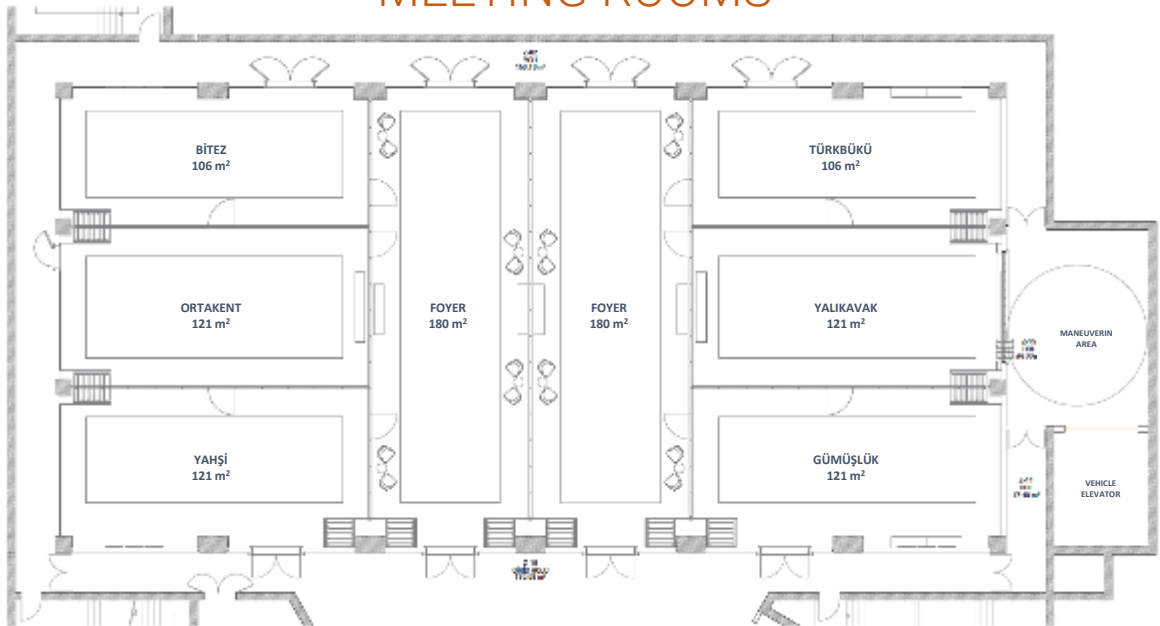 MEETING ROOMS
BİTEZ
106 m²
TÜRKBÜKÜ
106 m²
ORTAKENT
121 m²
FOYER
180 m²
FOYER
180 m²
YALIKAVAK
121 m²
MANEUVERIN
AREA
YAHŞİ
121 m²
GÜMÜŞLÜK
121 m²
VEHICLE
ELEVATOR